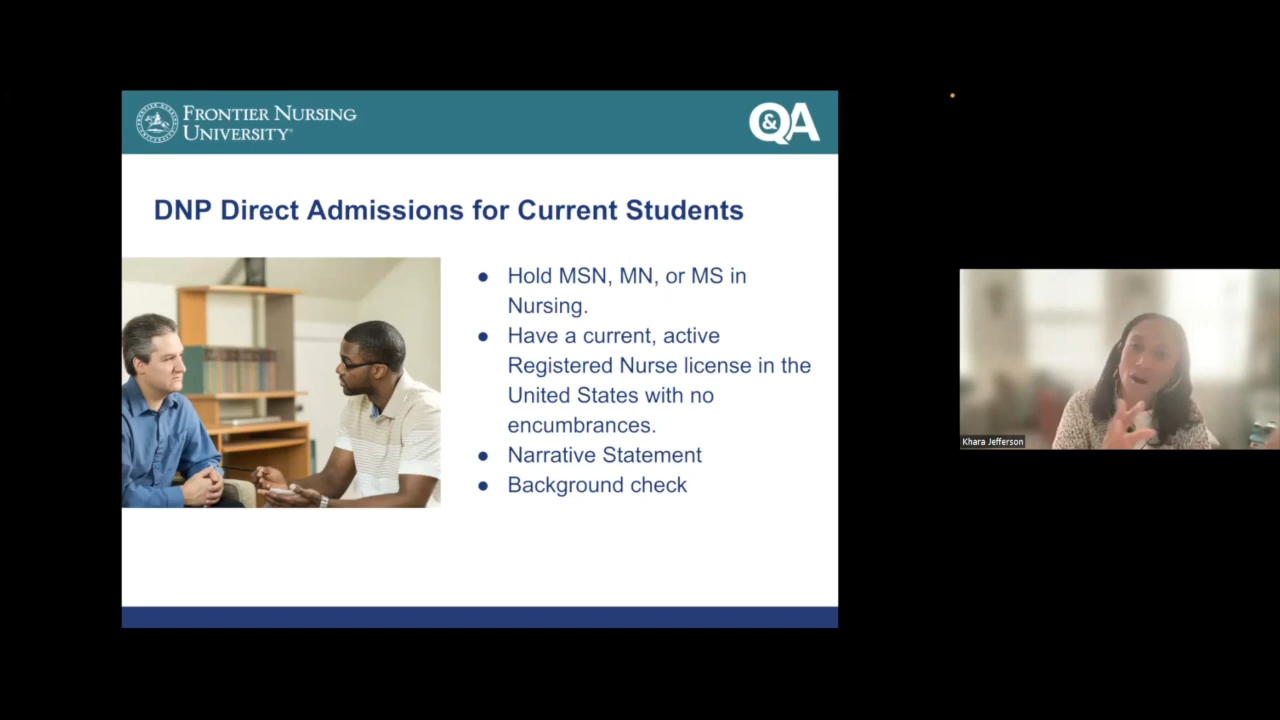 FRONTIER NURSING
UNIVERSITY
Q&A
DNP Direct Admissions for Current Students
● Hold MSN, MN, or MS in
Nursing.
● Have a current, active
Registered Nurse license in the
United States with no
encumbrances.
● Narrative Statement
● Background check
Khara Jefferson